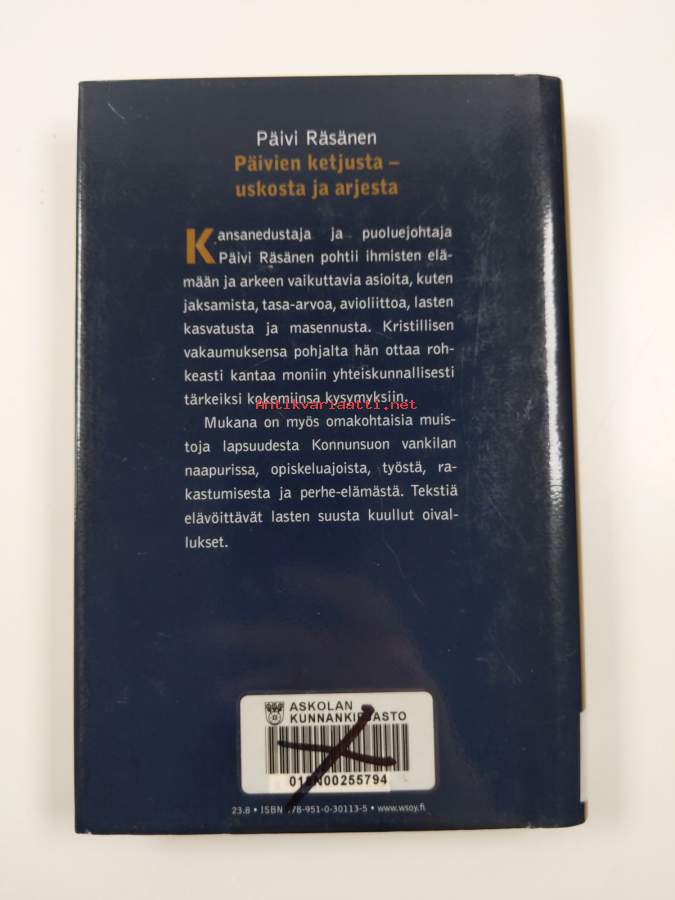 Päivi Räsänen
Päivien ketjusta –
uskosta ja arjesta
Kansanedustaja ja puoluejohtaja
Päivi Räsänen pohtii ihmisten elä-
mään ja arkeen vaikuttavia asioita, kuten
jaksamista, tasa-arvoa, avioliittoa, lasten
kasvatusta ja masennusta. Kristillisen
vakaumuksensa pohjalta hän ottaa roh-
keasti kantaa moniin yhteiskunnallisesti
tärkeiksi kokemiinsa kysymyksiin.
Antikvariaatti.net
Mukana on myös omakohtaisia muis-
toja lapsuudesta Konnunsuon vankilan
naapurissa, opiskeluajoista, työstä, ra-
kastumisesta ja perhe-elämästä. Tekstiä
elävöittävät lasten suusta kuullut oival-
lukset.
ASKOLAN
KUNNANKIRJASTO
015N00255794
23.8 • ISBN 978-951-0-30113-5 • www.wsoy.fi